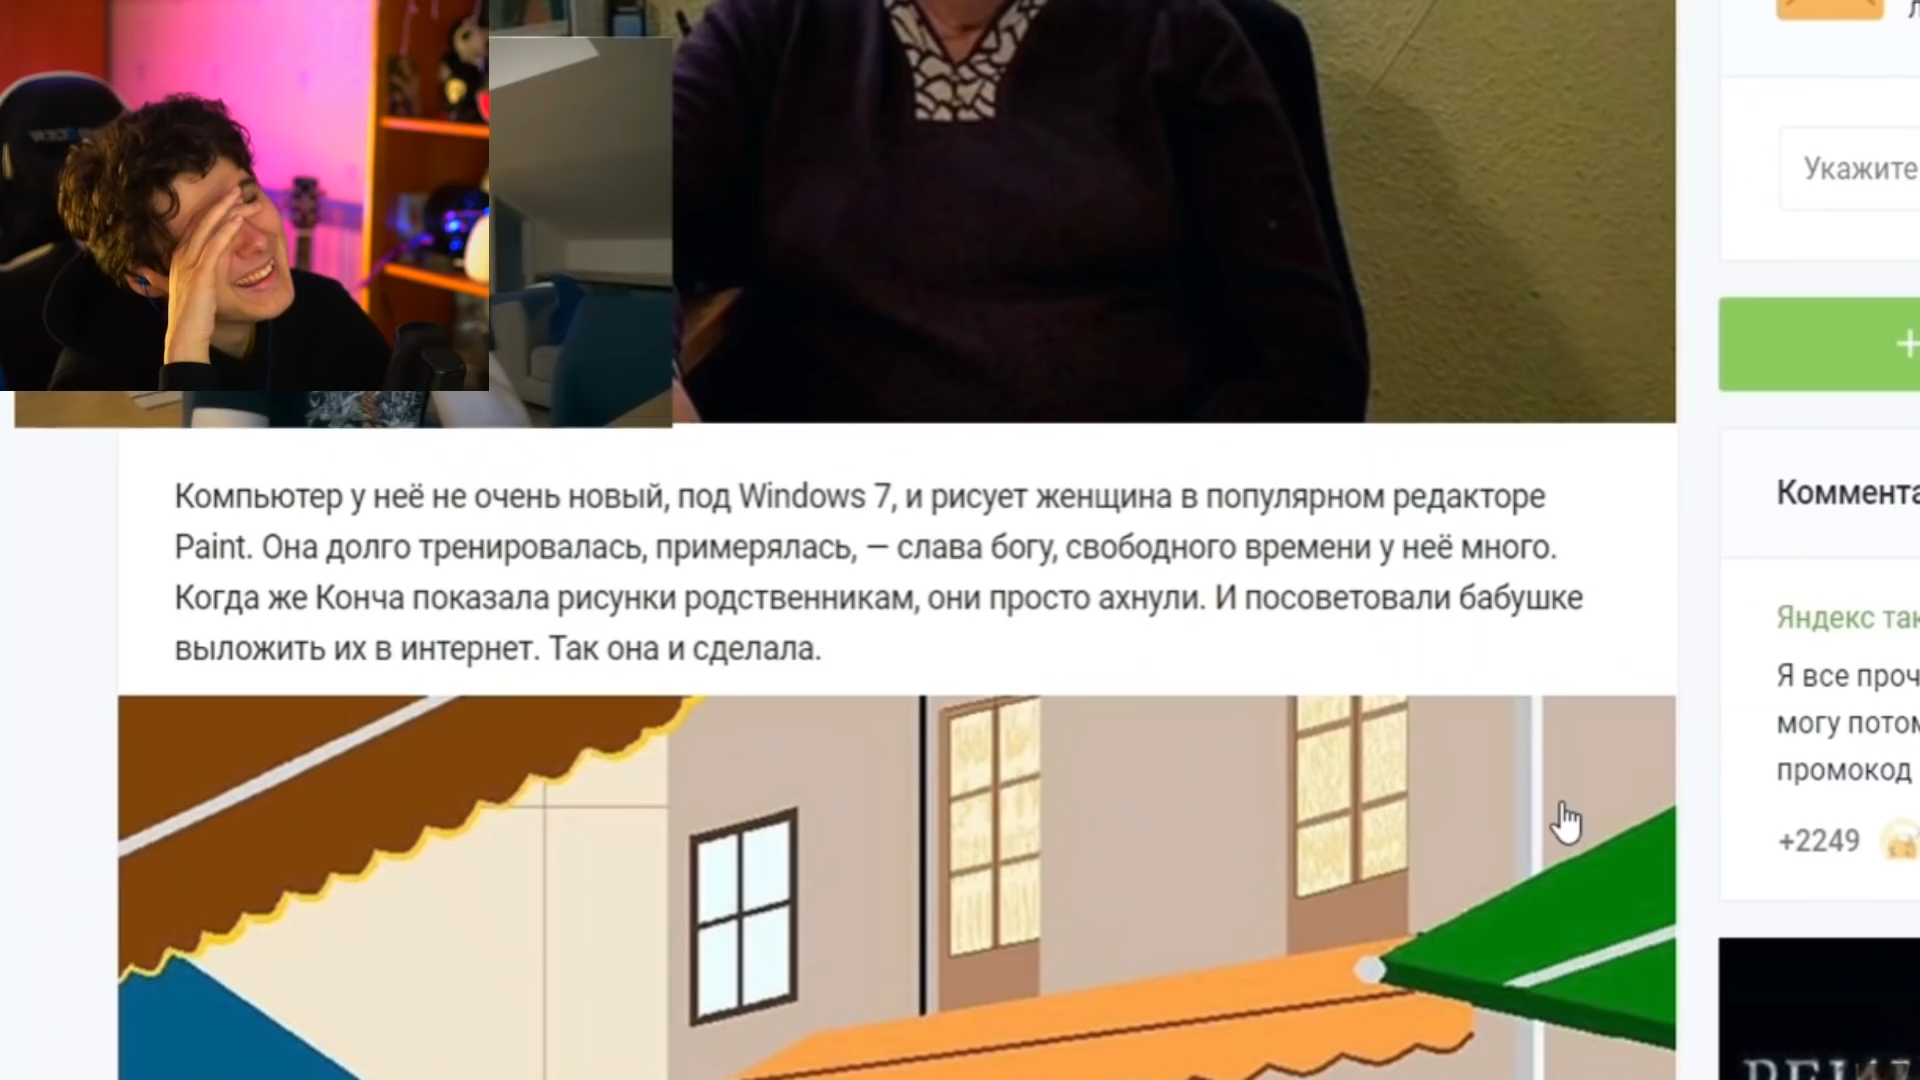 Укажите
+
Компьютер у неё не очень новый, под Windows 7, и рисует женщина в популярном редакторе
Paint. Она долго тренировалась, примерялась, — слава богу, свободного времени у неё много.
Когда же Конча показала рисунки родственникам, они просто ахнули. И посоветовали бабушке
выложить их в интернет. Так она и сделала.
Коммента
Яндекс так
Я все проч
могу потом
промокод
+2249